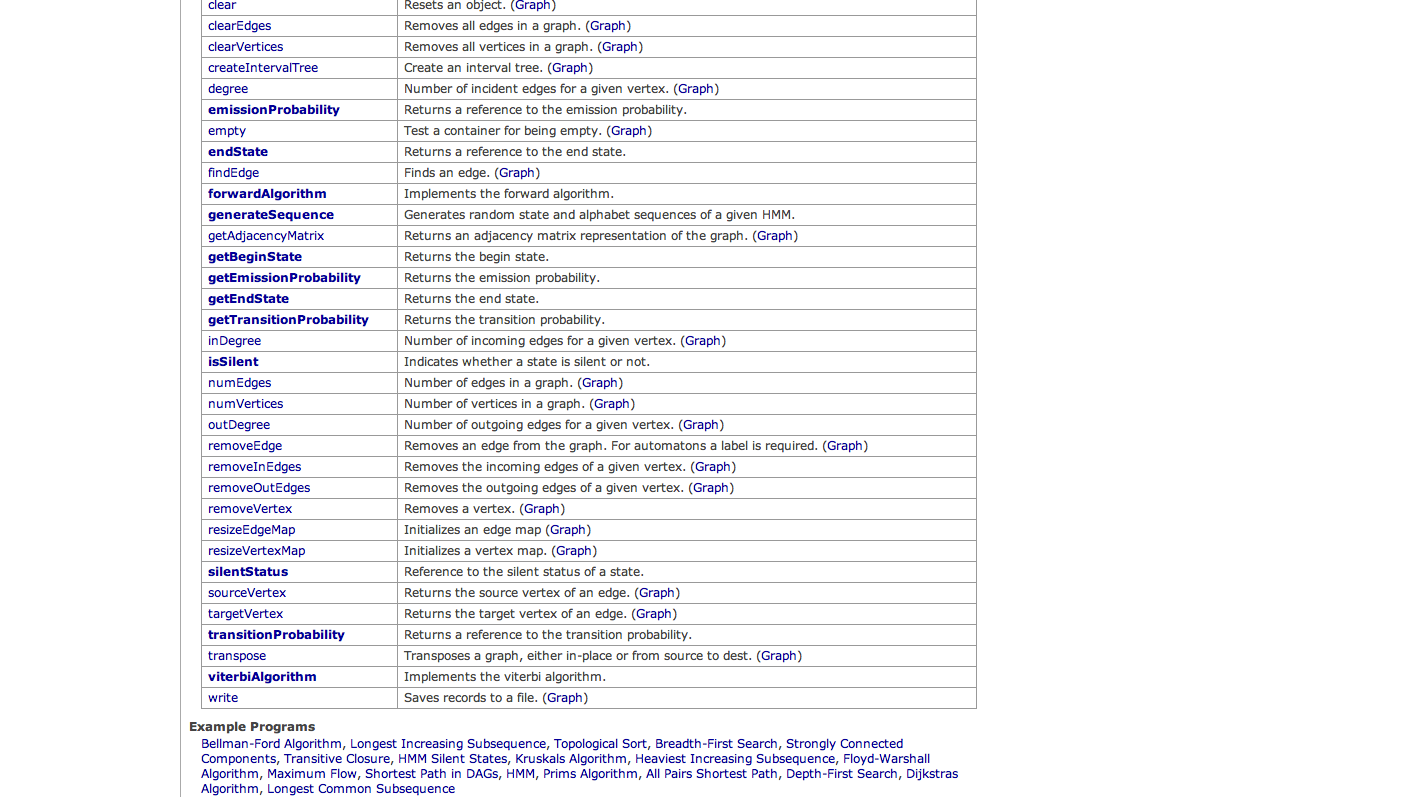 clear Resets an object. (Graph)
clearEdges Removes all edges in a graph. (Graph)
clearVertices Removes all vertices in a graph. (Graph)
createIntervalTree Create an interval tree. (Graph)
degree Number of incident edges for a given vertex. (Graph)
emissionProbability Returns a reference to the emission probability.
empty Test a container for being empty. (Graph)
endState Returns a reference to the end state.
findEdge Finds an edge. (Graph)
forwardAlgorithm Implements the forward algorithm.
generateSequence Generates random state and alphabet sequences of a given HMM.
getAdjacencyMatrix Returns an adjacency matrix representation of the graph. (Graph)
getBeginState Returns the begin state.
getEmissionProbability Returns the emission probability.
getEndState Returns the end state.
getTransitionProbability Returns the transition probability.
inDegree Number of incoming edges for a given vertex. (Graph)
isSilent Indicates whether a state is silent or not.
numEdges Number of edges in a graph. (Graph)
numVertices Number of vertices in a graph. (Graph)
outDegree Number of outgoing edges for a given vertex. (Graph)
removeEdge Removes an edge from the graph. For automatons a label is required. (Graph)
removeInEdges Removes the incoming edges of a given vertex. (Graph)
removeOutEdges Removes the outgoing edges of a given vertex. (Graph)
removeVertex Removes a vertex. (Graph)
resizeEdgeMap Initializes an edge map (Graph)
resizeVertexMap Initializes a vertex map. (Graph)
silentStatus Reference to the silent status of a state.
sourceVertex Returns the source vertex of an edge. (Graph)
targetVertex Returns the target vertex of an edge. (Graph)
transitionProbability Returns a reference to the transition probability.
transpose Transposes a graph, either in-place or from source to dest. (Graph)
viterbiAlgorithm Implements the viterbi algorithm.
write Saves records to a file. (Graph)
Example Programs
Bellman-Ford Algorithm, Longest Increasing Subsequence, Topological Sort, Breadth-First Search, Strongly Connected
Components, Transitive Closure, HMM Silent States, Kruskals Algorithm, Heaviest Increasing Subsequence, Floyd-Warshall
Algorithm, Maximum Flow, Shortest Path in DAGs, HMM, Prims Algorithm, All Pairs Shortest Path, Depth-First Search, Dijkstras
Algorithm, Longest Common Subsequence